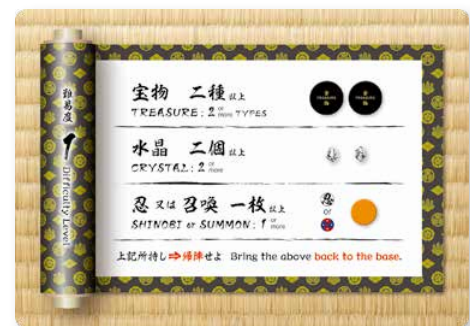 難易度 1 Difficulty Level
宝物 二種以上
TREASURE: 2 or more TYPES
水晶 二個以上
CRYSTAL: 2 or more
忍 又は 召喚 一枚以上
SHINOBI or SUMMON: 1 or more
忍
or
上記所持し➡帰陣せよ Bring the above back to the base.